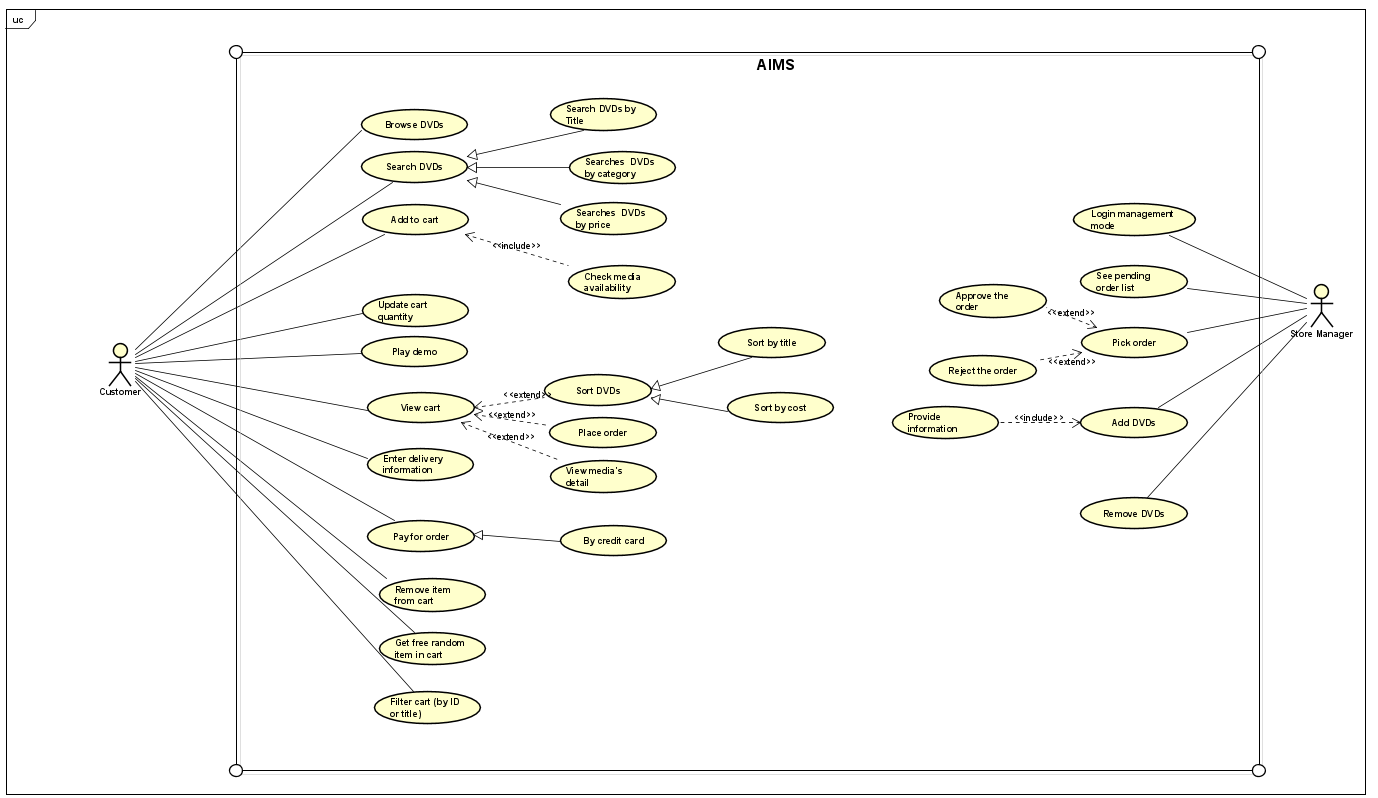 uc
AIMS
Browse DVDs
Search DVDs by
Title
Search DVDs
Searches DVDs
by category
Add to cart
Searches DVDs
by price
<<include>>
Check media
availability
Update cart
quantity
Play demo
Customer
View cart
<<extend>>
<<extend>>
<<extend>>
Sort DVDs
Sort by title
Sort by cost
Place order
View media's
detail
Enter delivery
information
Pay for order
By credit card
Remove item
from cart
Get free random
item in cart
Filter cart (by ID
or title)
Login management
mode
See pending
order list
Approve the
order
<<extend>>
Pick order
Store Manager
Reject the order
<<extend>>
Provide
information
<<include>>
Add DVDs
Remove DVDs